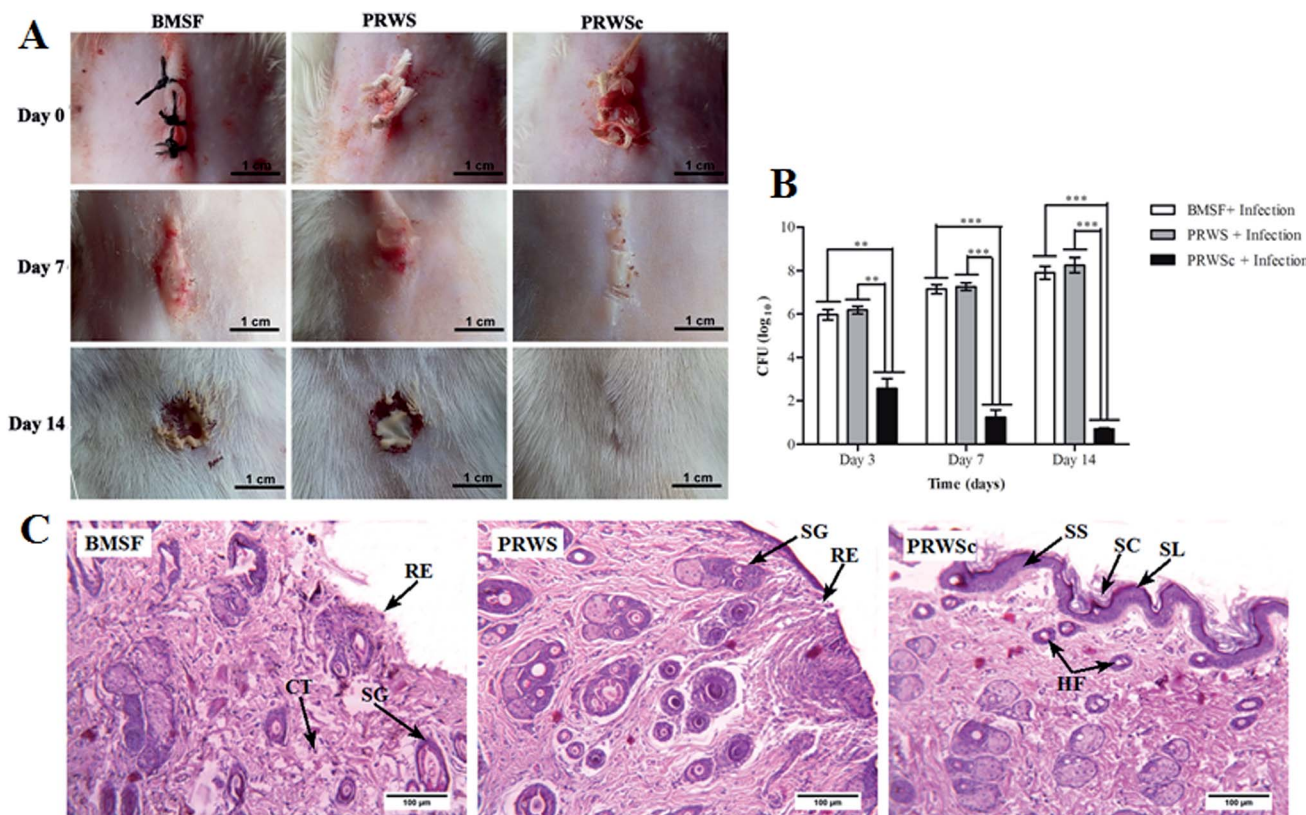 A
BMSF
PRWS
PRWSc
Day 0
1 cm
1 cm
1 cm
Day 7
1 cm
1 cm
1 cm
Day 14
1 cm
1 cm
1 cm
B
BMSF+ Infection
PRWS + Infection
PRWSc + Infection
***
***
***
***
**
**
10
8
6
4
2
0
CFU (log10)
Day 3
Day 7
Day 14
Time (days)
C
BMSF
RE
CT
SG
100 μm
PRWS
SG
RE
100 μm
PRWSc
SS
SC
SL
HF
100 μm